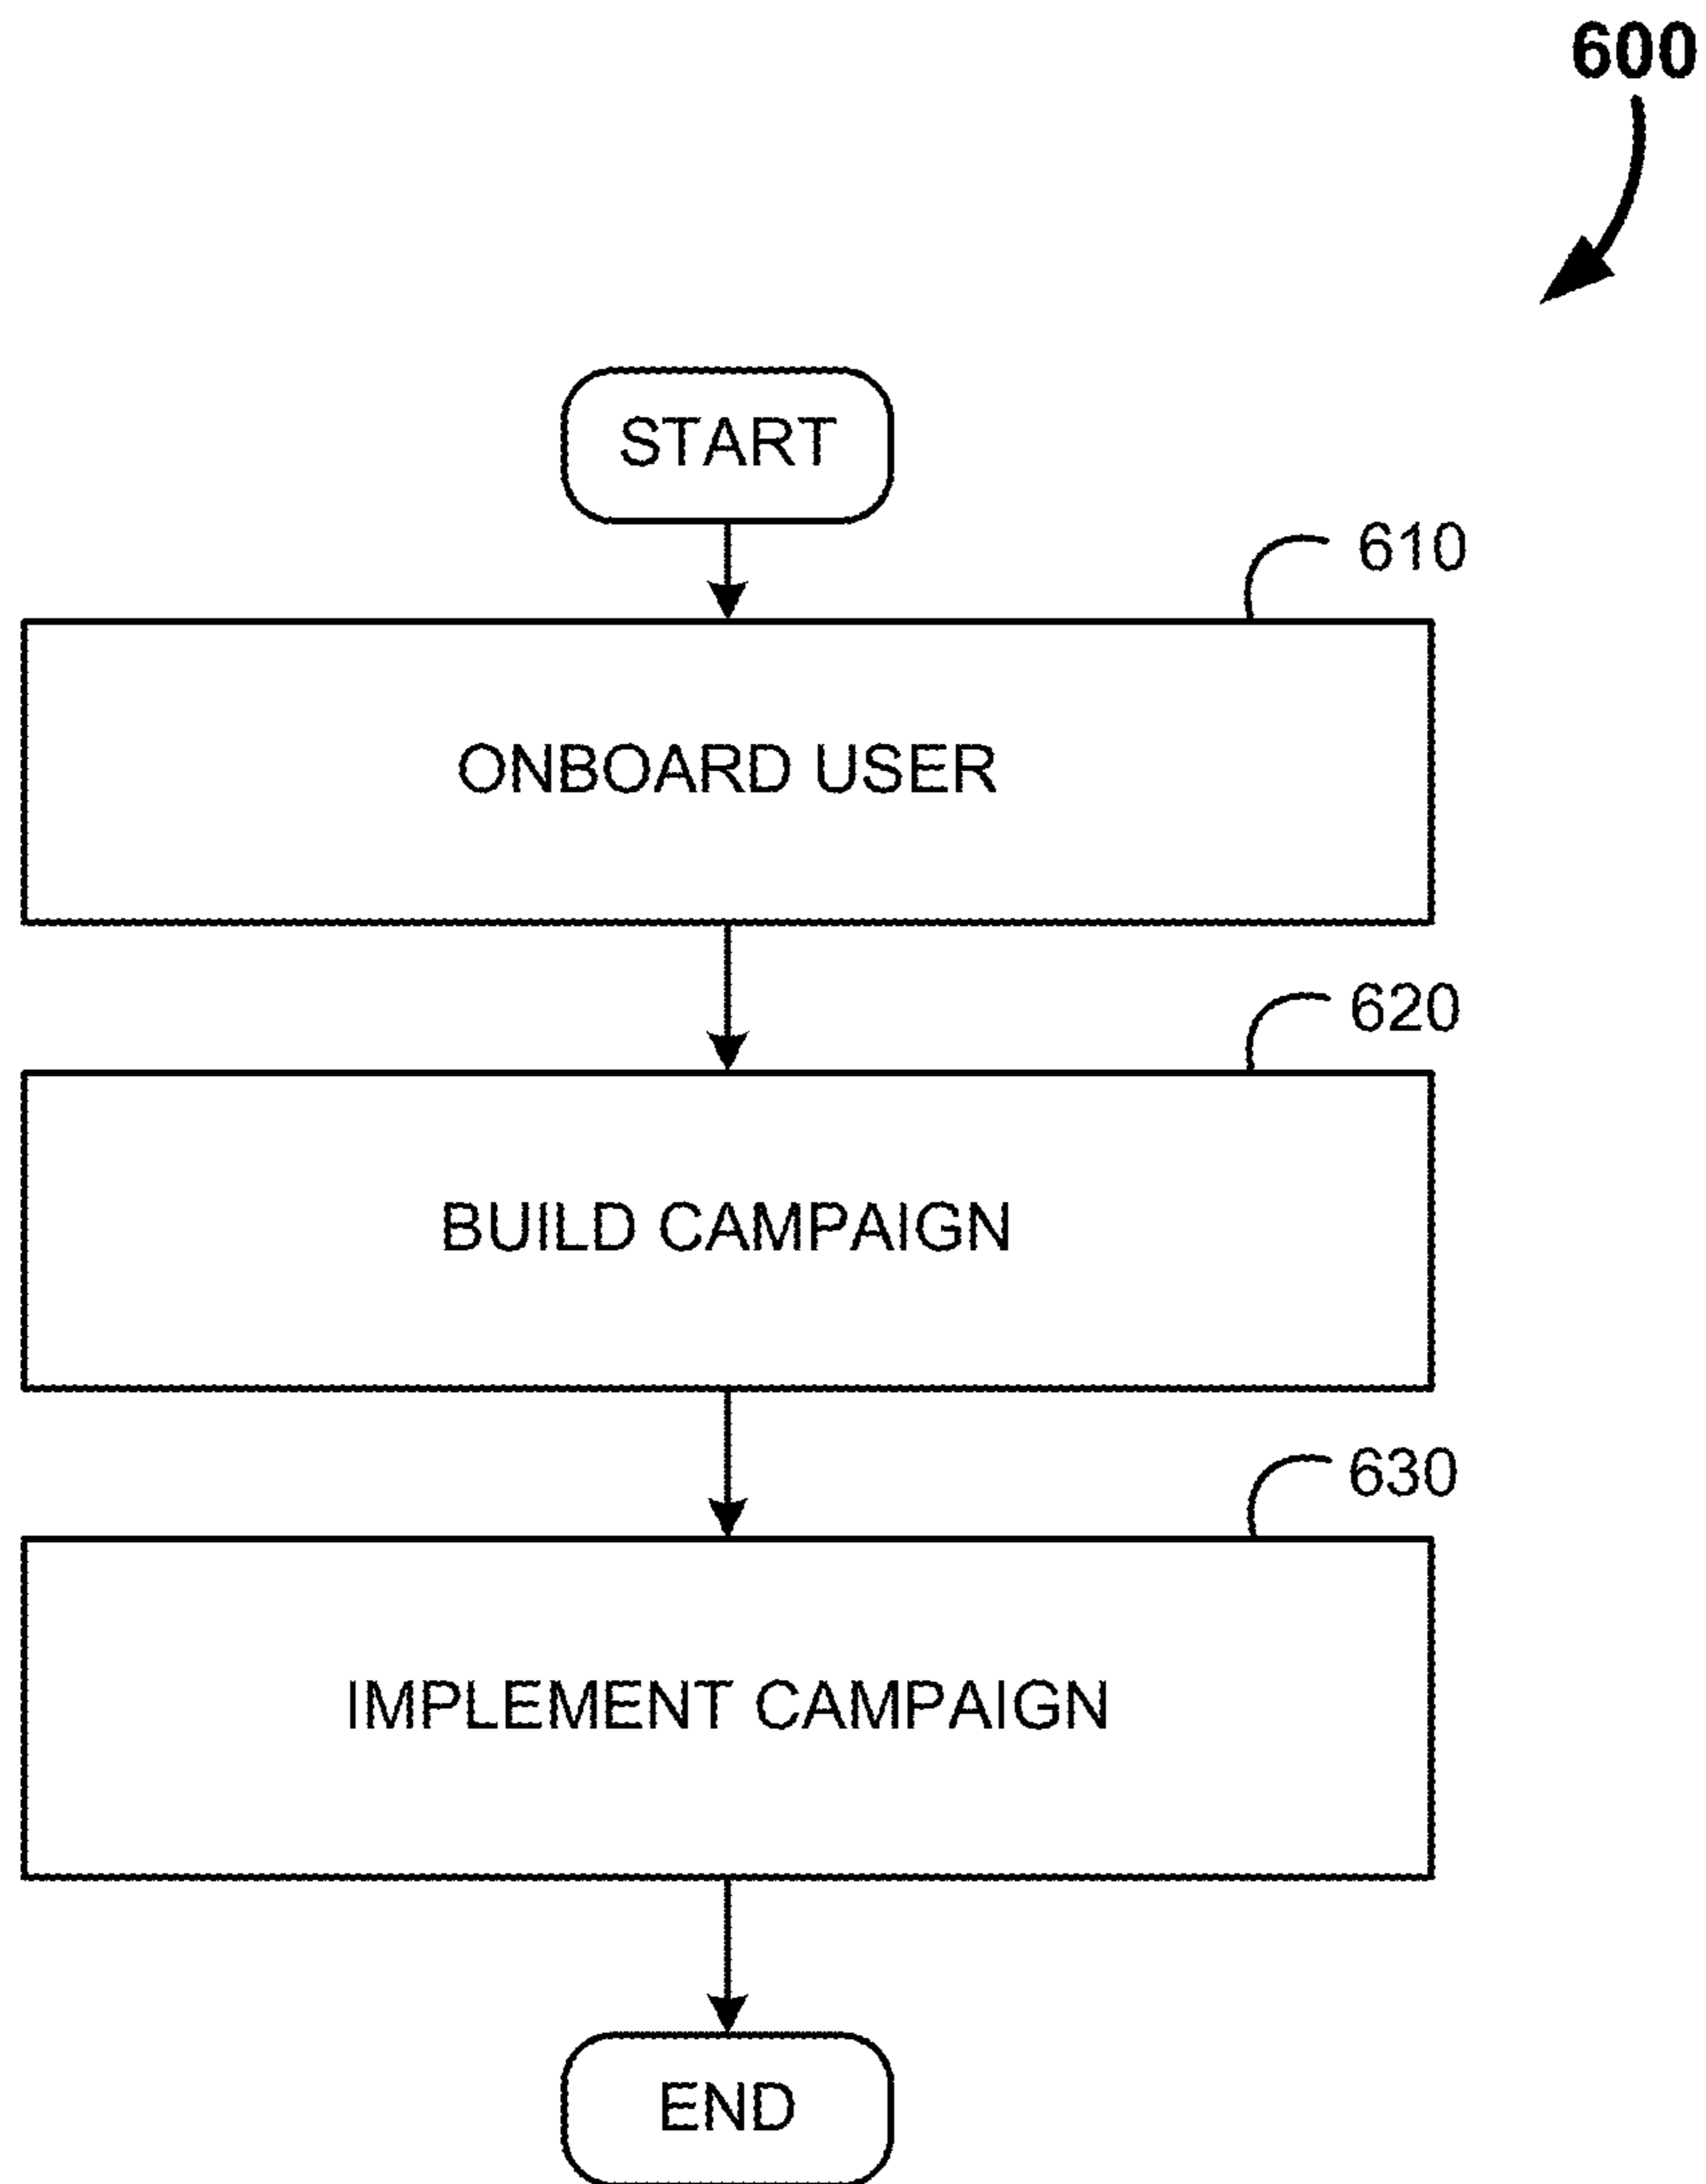 600
START
610
ONBOARD USER
620
BUILD CAMPAIGN
630
IMPLEMENT CAMPAIGN
END